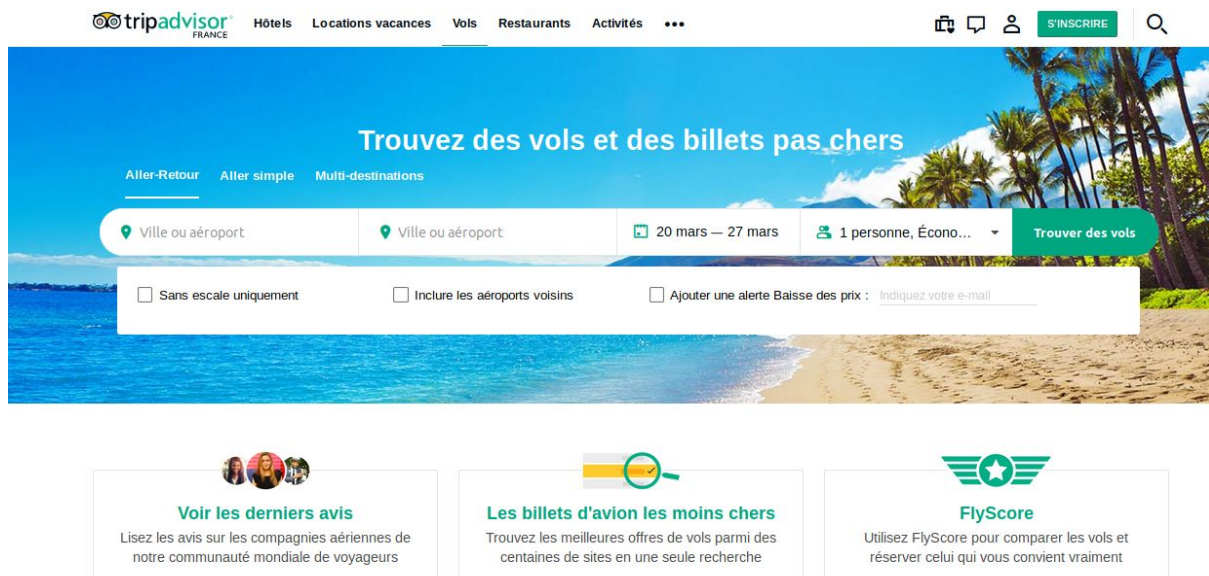 tripadvisor
FRANCE
Hôtels Locations vacances Vols Restaurants Activités
S'INSCRIRE
Trouvez des vols et des billets pas chers
Aller-Retour Aller simple Multi-destinations
Ville ou aéroport Ville ou aéroport 20 mars — 27 mars 1 personne, Écono... Trouver des vols
Sans escale uniquement Inclure les aéroports voisins Ajouter une alerte Baisse des prix : Indiquez votre e-mail
Voir les derniers avis
Lisez les avis sur les compagnies aériennes de
notre communauté mondiale de voyageurs
Les billets d'avion les moins chers
Trouvez les meilleures offres de vols parmi des
centaines de sites en une seule recherche
FlyScore
Utilisez FlyScore pour comparer les vols et
réserver celui qui vous convient vraiment